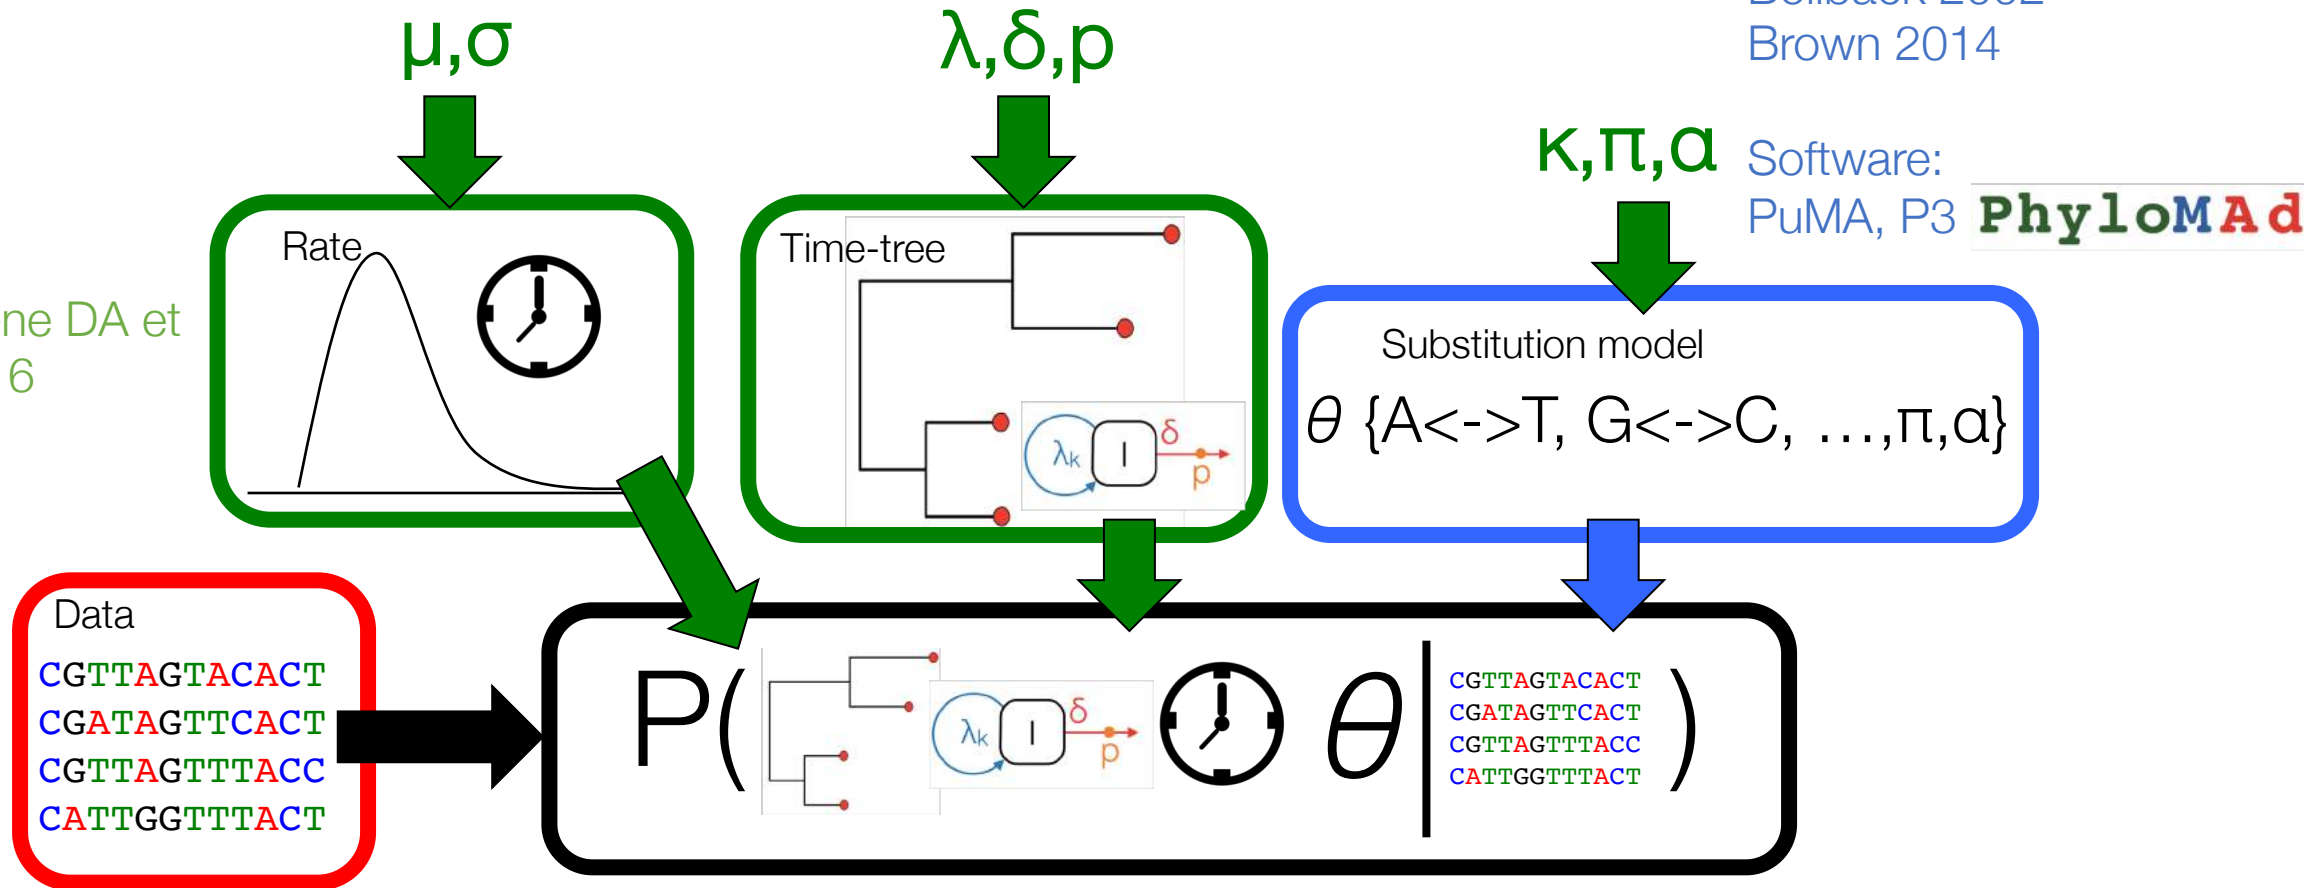 μ,σ
λ,δ,p
Brown 2014
κ,π,α
Software:
PuMA, P3 PhyloMAd
Rate
Time-tree
ne DA et
6
Substitution model
θ {A<->T, G<->C, ...,π,α}
λk I δ p
Data
CGTTAGTACACT
CGATAGTTCACT
CGTTAGTTTACC
CATTGGTTTACT
P( λk I δ p θ | )
CGTTAGTACACT
CGATAGTTCACT
CGTTAGTTTACC
CATTGGTTTACT